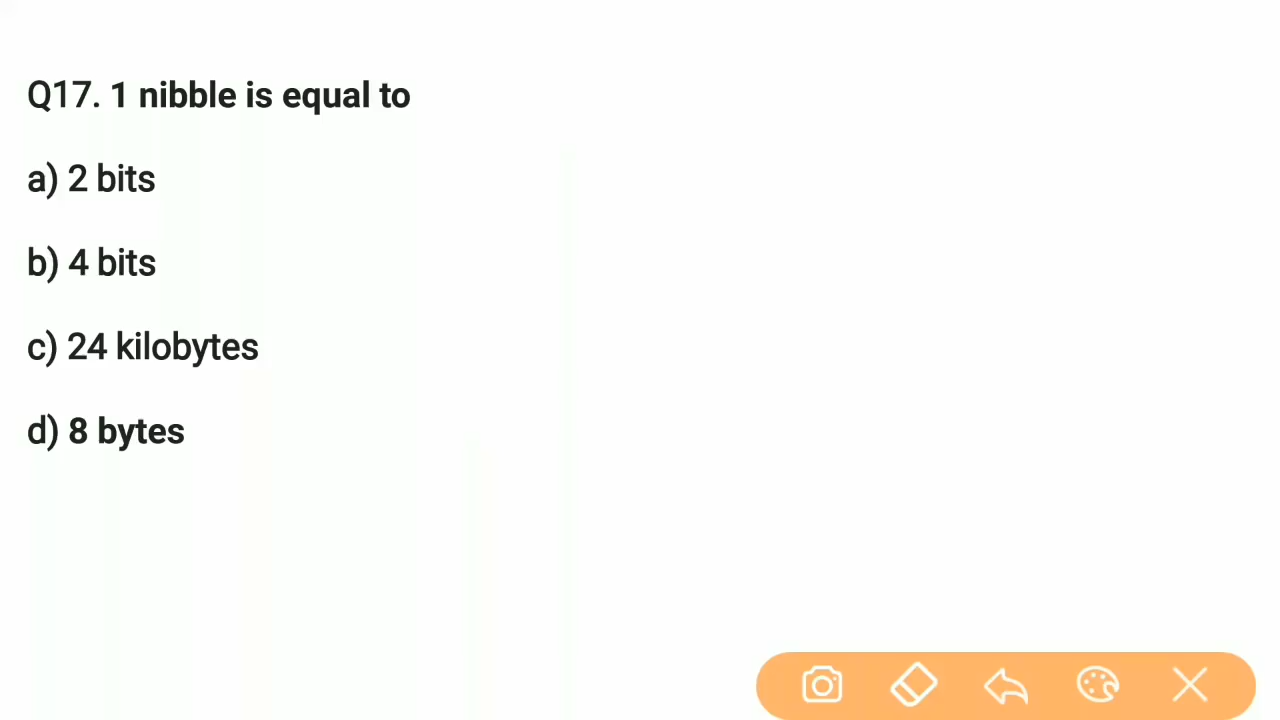 Q17. 1 nibble is equal to
a) 2 bits
b) 4 bits
c) 24 kilobytes
d) 8 bytes